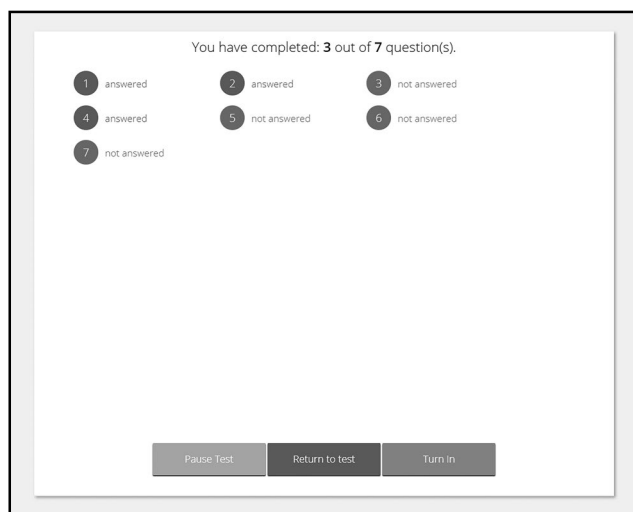 You have completed: 3 out of 7 question(s).
1 answered 2 answered 3 not answered
4 answered 5 not answered 6 not answered
7 not answered
Pause Test Return to test Turn In